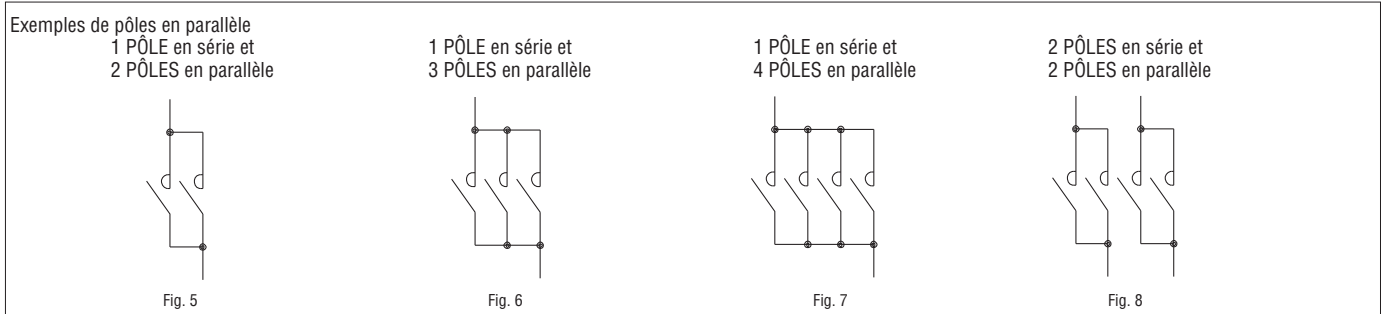 Exemples de pôles en parallèle
1 PÔLE en série et
2 PÔLES en parallèle
1 PÔLE en série et
3 PÔLES en parallèle
1 PÔLE en série et
4 PÔLES en parallèle
2 PÔLES en série et
2 PÔLES en parallèle
Fig. 5
Fig. 6
Fig. 7
Fig. 8